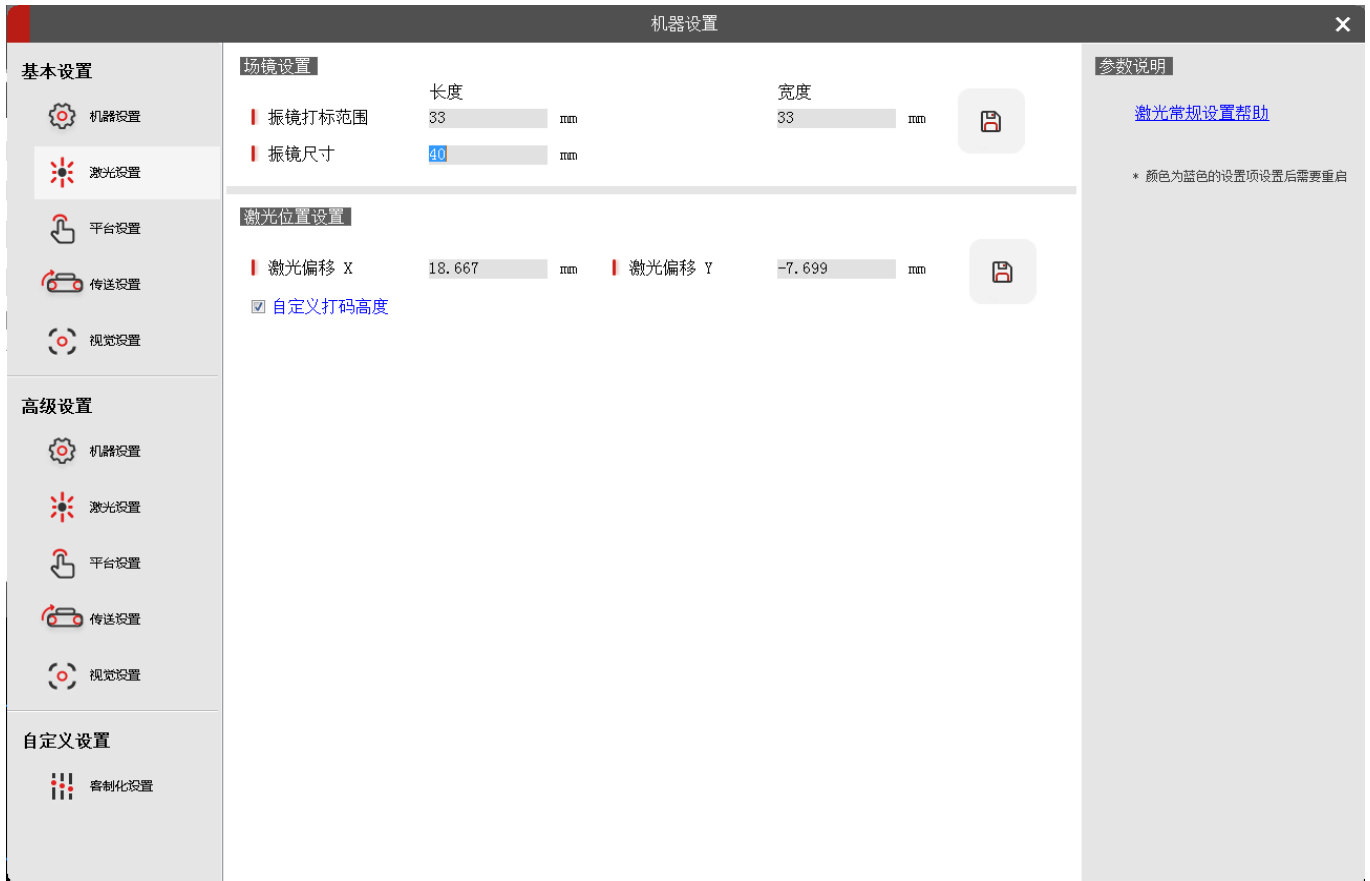 机器设置
基本设置
机器设置
激光设置
平台设置
传送设置
视觉设置
高级设置
机器设置
激光设置
平台设置
传送设置
视觉设置
自定义设置
客制化设置
场镜设置
长度 宽度
振镜打标范围 33 mm 33 mm
振镜尺寸 40 mm
激光位置设置
激光偏移 X 18.667 mm 激光偏移 Y -7.699 mm
自定义打码高度
参数说明
激光常规设置帮助
* 颜色为蓝色的设置项设置后需要重启